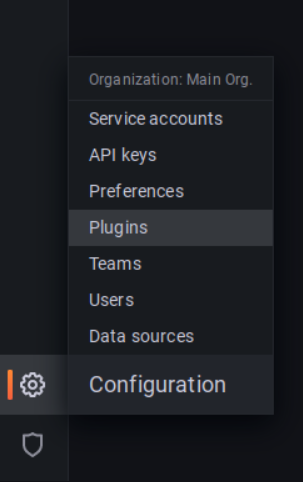 Organization: Main Org.
Service accounts
API keys
Preferences
Plugins
Teams
Users
Data sources
Configuration